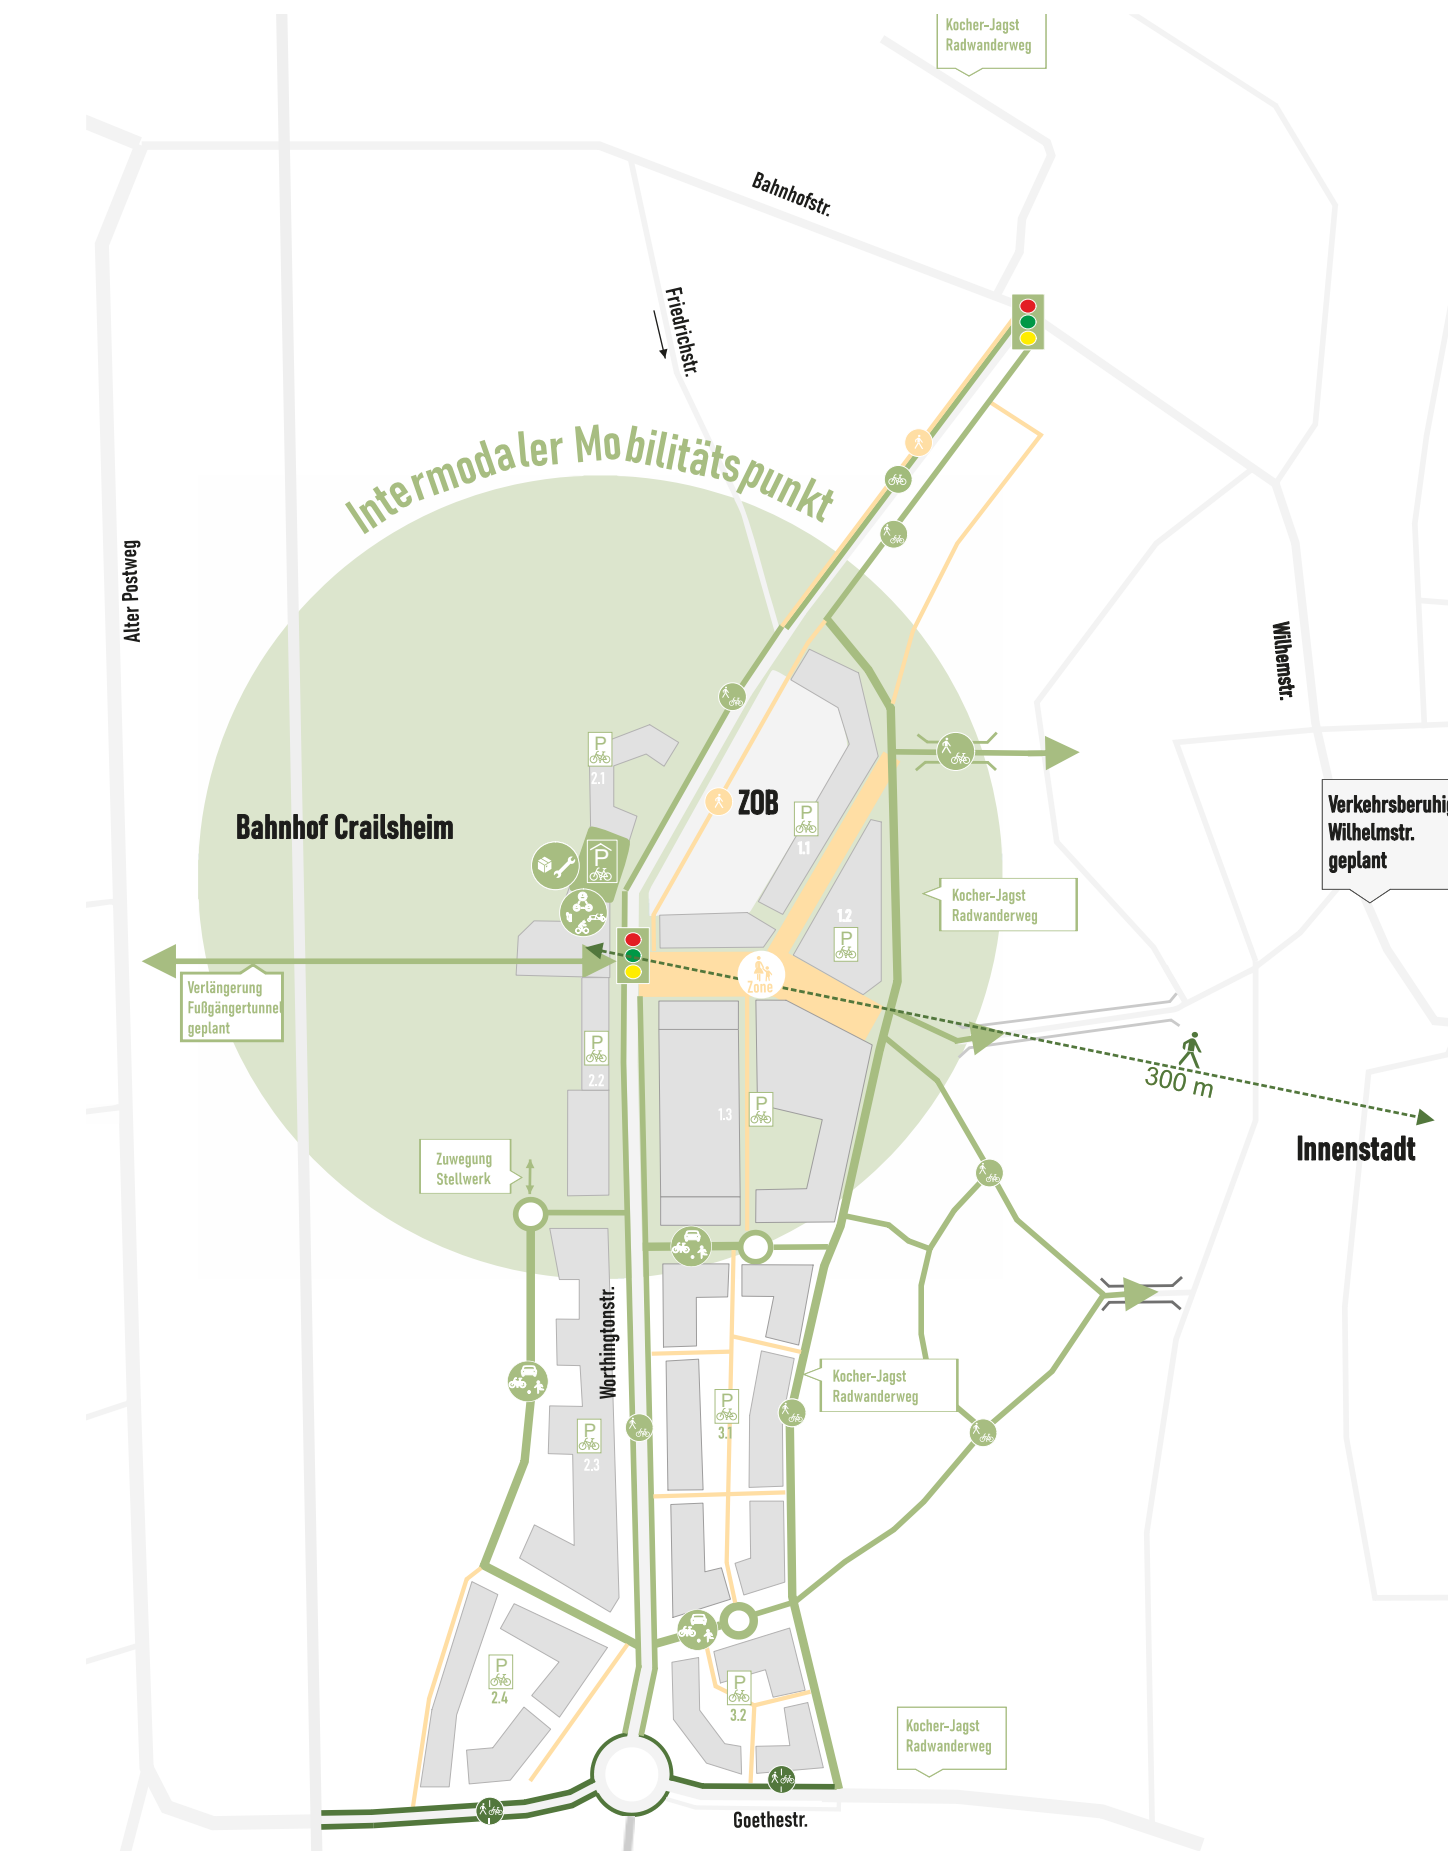 Kocher-Jagst
Radwanderweg
Bahnhofstr.
Friedrichstr.
Intermodaler Mobilitätspunkt
Alter Postweg
Wilhemstr.
P
2.1
ZOB
P
1.1
Verkehrsberuhig
Wilhelmstr.
geplant
Bahnhof Crailsheim
P
Kocher-Jagst
Radwanderweg
1.2
P
Zone
Verlängerung
Fußgängertunnel
geplant
P
2.2
300 m
1.3
P
Innenstadt
Zuwegung
Stellwerk
Worthingtonstr.
Kocher-Jagst
Radwanderweg
P
3.1
P
2.3
P
2.4
P
3.2
Kocher-Jagst
Radwanderweg
Goethestr.